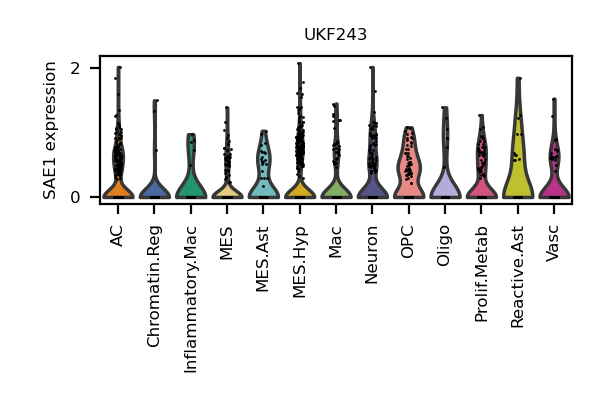 UKF243
SAE1 expression
2
0
AC
Chromatin.Reg
Inflammatory.Mac
MES
MES.Ast
MES.Hyp
Mac
Neuron
OPC
Oligo
Prolif.Metab
Reactive.Ast
Vasc